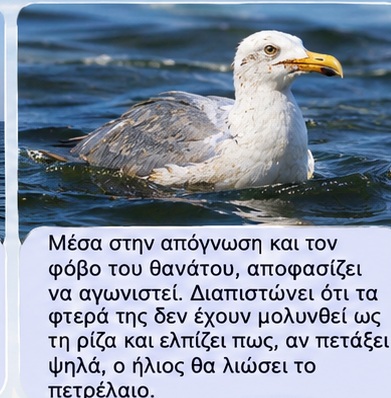 Μέσα στην απόγνωση και τον
φόβο του θανάτου, αποφασίζει
να αγωνιστεί. Διαπιστώνει ότι τα
φτερά της δεν έχουν μολυνθεί ως
τη ρίζα και ελπίζει πως, αν πετάξει
ψηλά, ο ήλιος θα λιώσει το
πετρέλαιο.